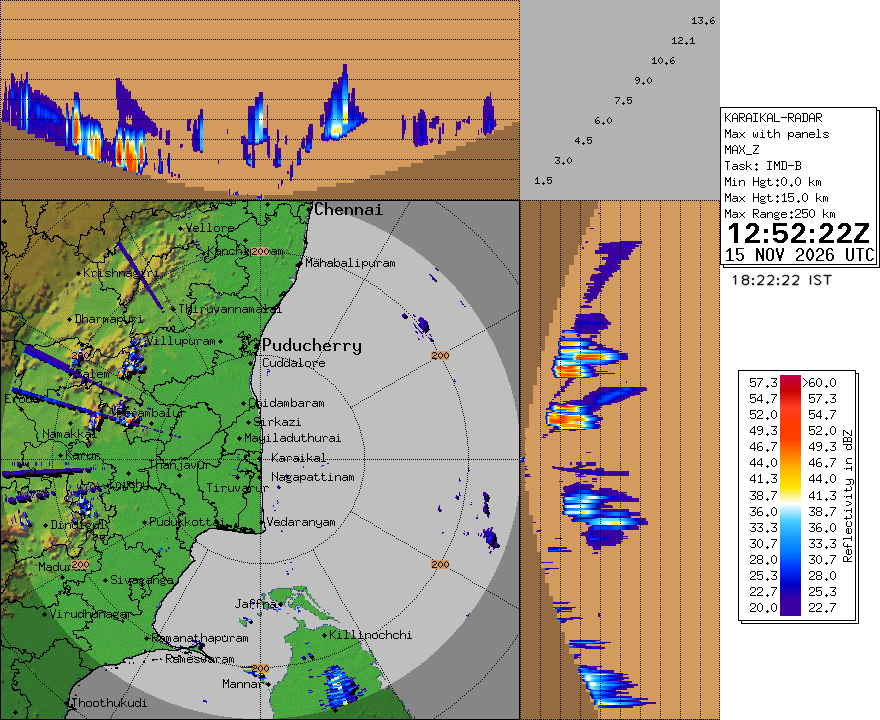 13.6
12.1
10.6
9.0
7.5
6.0
4.5
3.0
1.5
KARAIKAL-RADAR
Max with panels
MAX_Z
Task: IMD-B
Min Hgt:0.0 km
Max Hgt:15.0 km
Max Range:250 km
12:52:22Z
15 NOV 2026 UTC
18:22:22 IST
Chennai
Vellore
200
Mahabalipuram
Krishnagiri
Thiruvannamalai
Dharmapuri
Villupuram
Puducherry
200
Cuddalore
Salem
Chidambaram
Sirkazi
Namakkal
Mayiladuthurai
Karur
Thanjavur
Karaikal
Nagapattinam
Tiruvarur
Dindigul
Pudukkottai
Vedaranyam
200
200
Sivaganga
Jaffna
Virudhunagar
Ramanathapuram
Killinochchi
Rameswaram
200
Mannar
Thoothukudi
57.3 >60.0
54.7 57.3
52.0 54.7
49.3 52.0
46.7 49.3
44.0 46.7
41.3 44.0
38.7 41.3
36.0 38.7
33.3 36.0
30.7 33.3
28.0 30.7
25.3 28.0
22.7 25.3
20.0 22.7
Reflectivity in dBZ